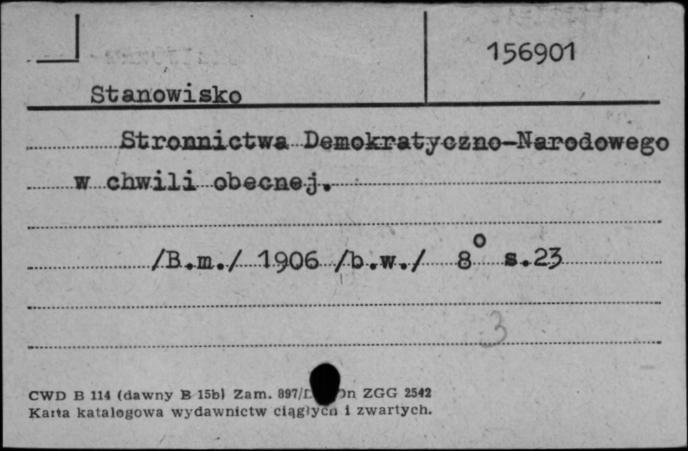 156901
Stanowisko
Stronnictwa Demokratyczno-Narodowego
w chwili obecnej.
/B.m./ 1906 /b.w./ 8° s.23
3
CWD B 114 (dawny B 15b) Zam. 897/ ZGG 2542
Karta katalogowa wydawnictw ciągłych i zwartych.